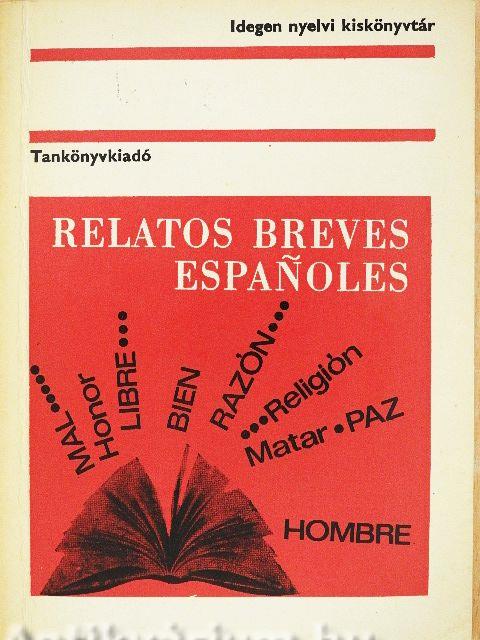 Idegen nyelvi kiskönyvtár
Tankönyvkiadó
RELATOS BREVES
ESPAÑOLES
MAL......
Honor
LIBRE...
BIEN
RAZÓN...
...Religión
Matar•PAZ
HOMBRE